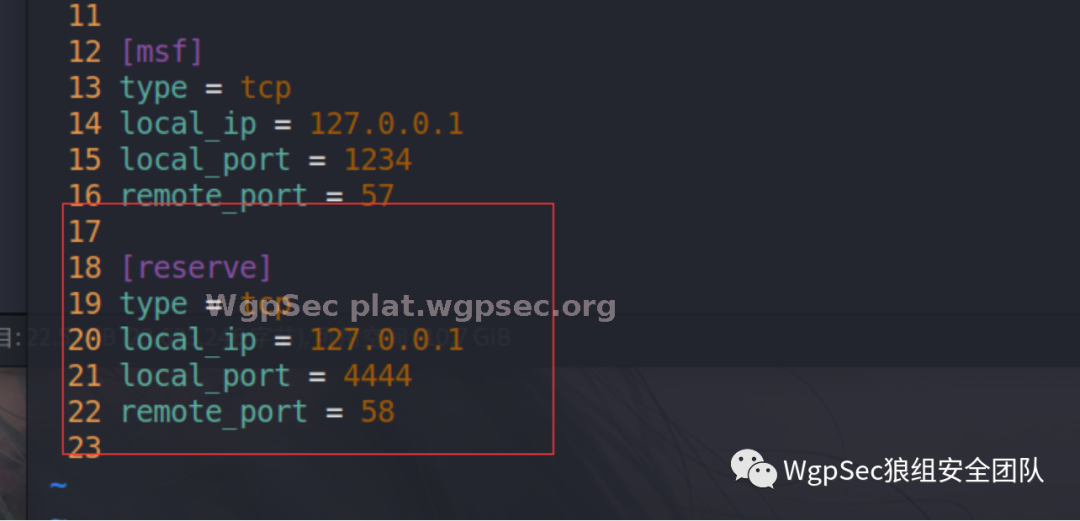 11
12 [msf]
13 type = tcp
14 local_ip = 127.0.0.1
15 local_port = 1234
16 remote_port = 57
17
18 [reserve]
19 type = tcp
WgpSec plat.wgpsec.org
20 local_ip = 127.0.0.1
目: 22. GiB
21 local_port = 4444
22 remote_port = 58
23
~
~
WgpSec狼组安全团队